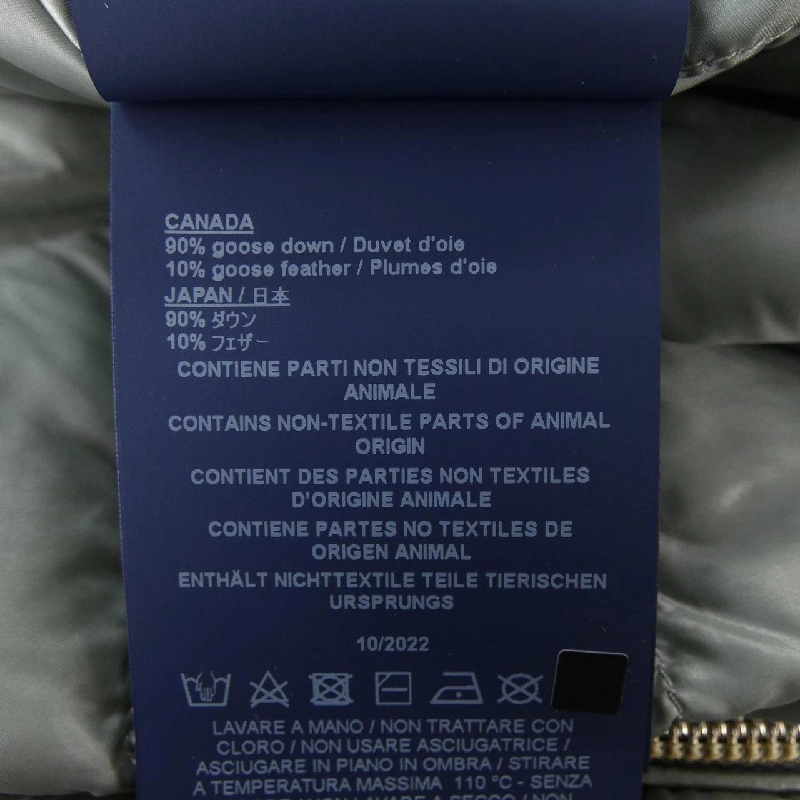 CANADA
90% goose down / Duvet d'oie
10% goose feather / Plumes d'oie
JAPAN / 日本
90% ダウン
10% フェザー
CONTIENE PARTI NON TESSILI DI ORIGINE
ANIMALE
CONTAINS NON-TEXTILE PARTS OF ANIMAL
ORIGIN
CONTIENT DES PARTIES NON TEXTILES
D'ORIGINE ANIMALE
CONTIENE PARTES NO TEXTILES DE
ORIGEN ANIMAL
ENTHÄLT NICHTTEXTILE TEILE TIERISCHEN
URSPRUNGS
10/2022
LAVARE A MANO / NON TRATTARE CON
CLORO / NON USARE ASCIUGATRICE /
ASCIUGARE IN PIANO IN OMBRA / STIRARE
A TEMPERATURA MASSIMA 110 °C - SENZA
LAVARE A SECCO / NON